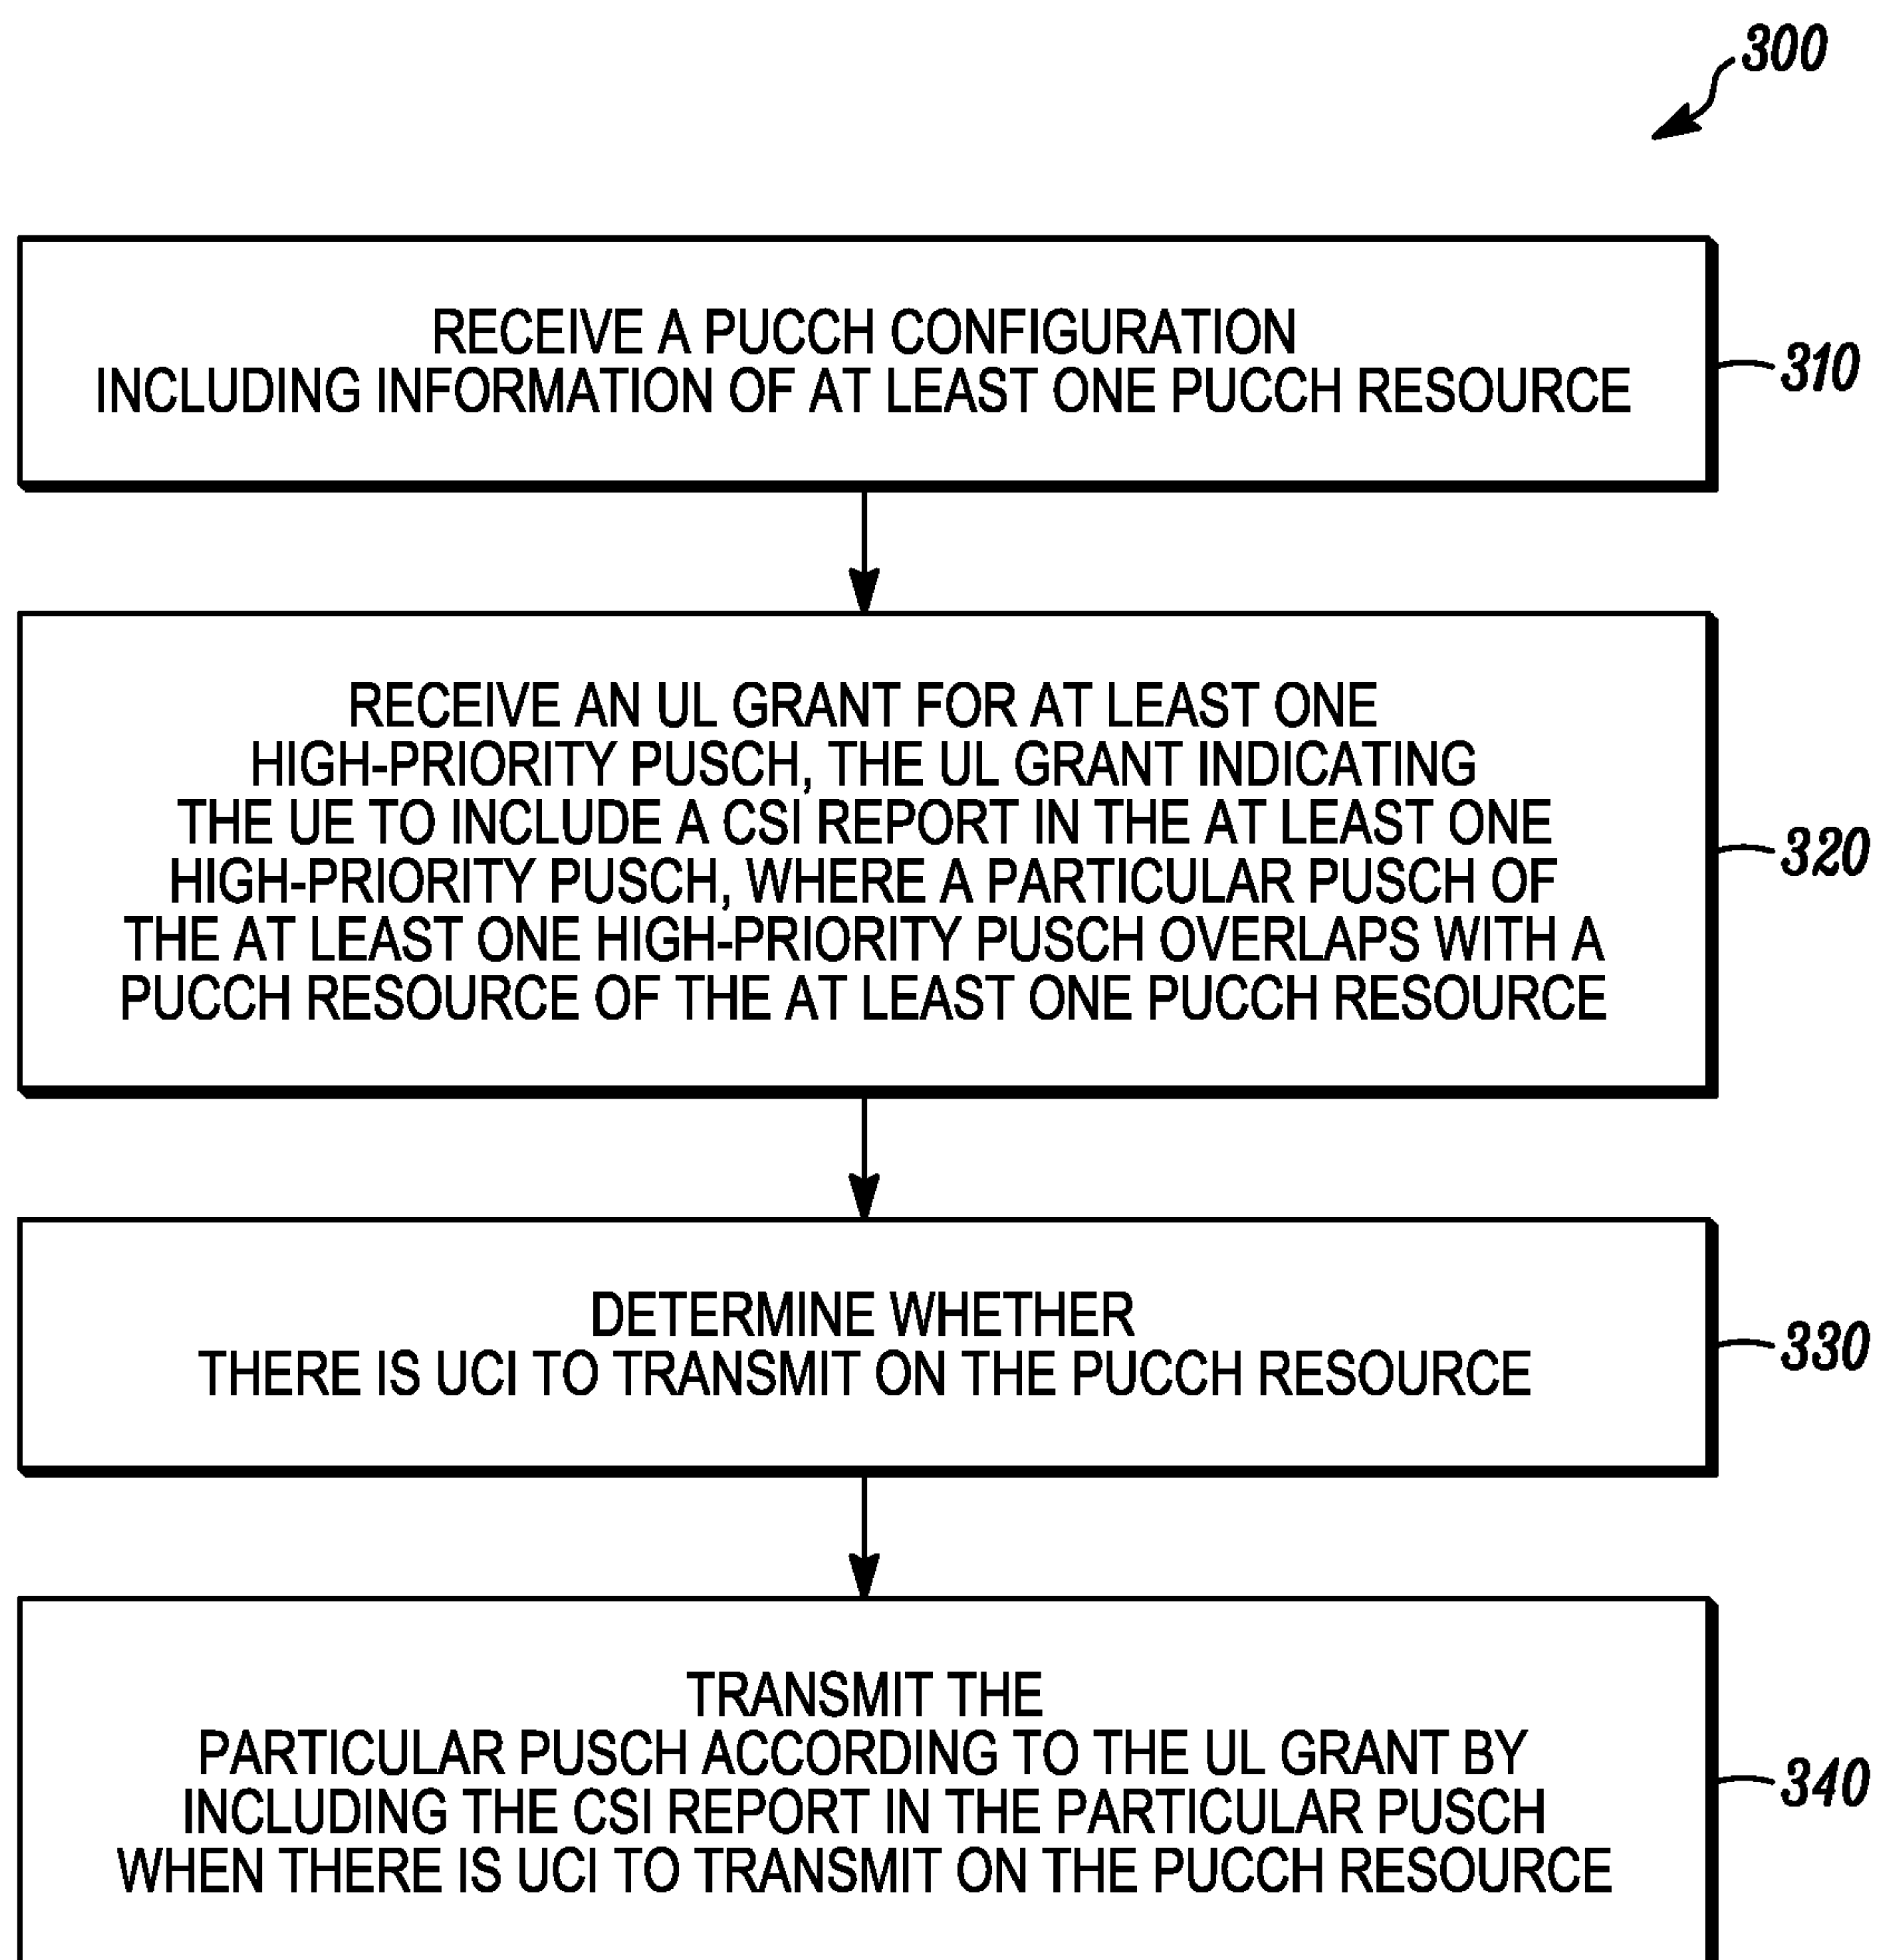 300
RECEIVE A PUCCH CONFIGURATION
INCLUDING INFORMATION OF AT LEAST ONE PUCCH RESOURCE
310
RECEIVE AN UL GRANT FOR AT LEAST ONE
HIGH-PRIORITY PUSCH, THE UL GRANT INDICATING
THE UE TO INCLUDE A CSI REPORT IN THE AT LEAST ONE
HIGH-PRIORITY PUSCH, WHERE A PARTICULAR PUSCH OF
THE AT LEAST ONE HIGH-PRIORITY PUSCH OVERLAPS WITH A
PUCCH RESOURCE OF THE AT LEAST ONE PUCCH RESOURCE
320
DETERMINE WHETHER
THERE IS UCI TO TRANSMIT ON THE PUCCH RESOURCE
330
TRANSMIT THE
PARTICULAR PUSCH ACCORDING TO THE UL GRANT BY
INCLUDING THE CSI REPORT IN THE PARTICULAR PUSCH
WHEN THERE IS UCI TO TRANSMIT ON THE PUCCH RESOURCE
340